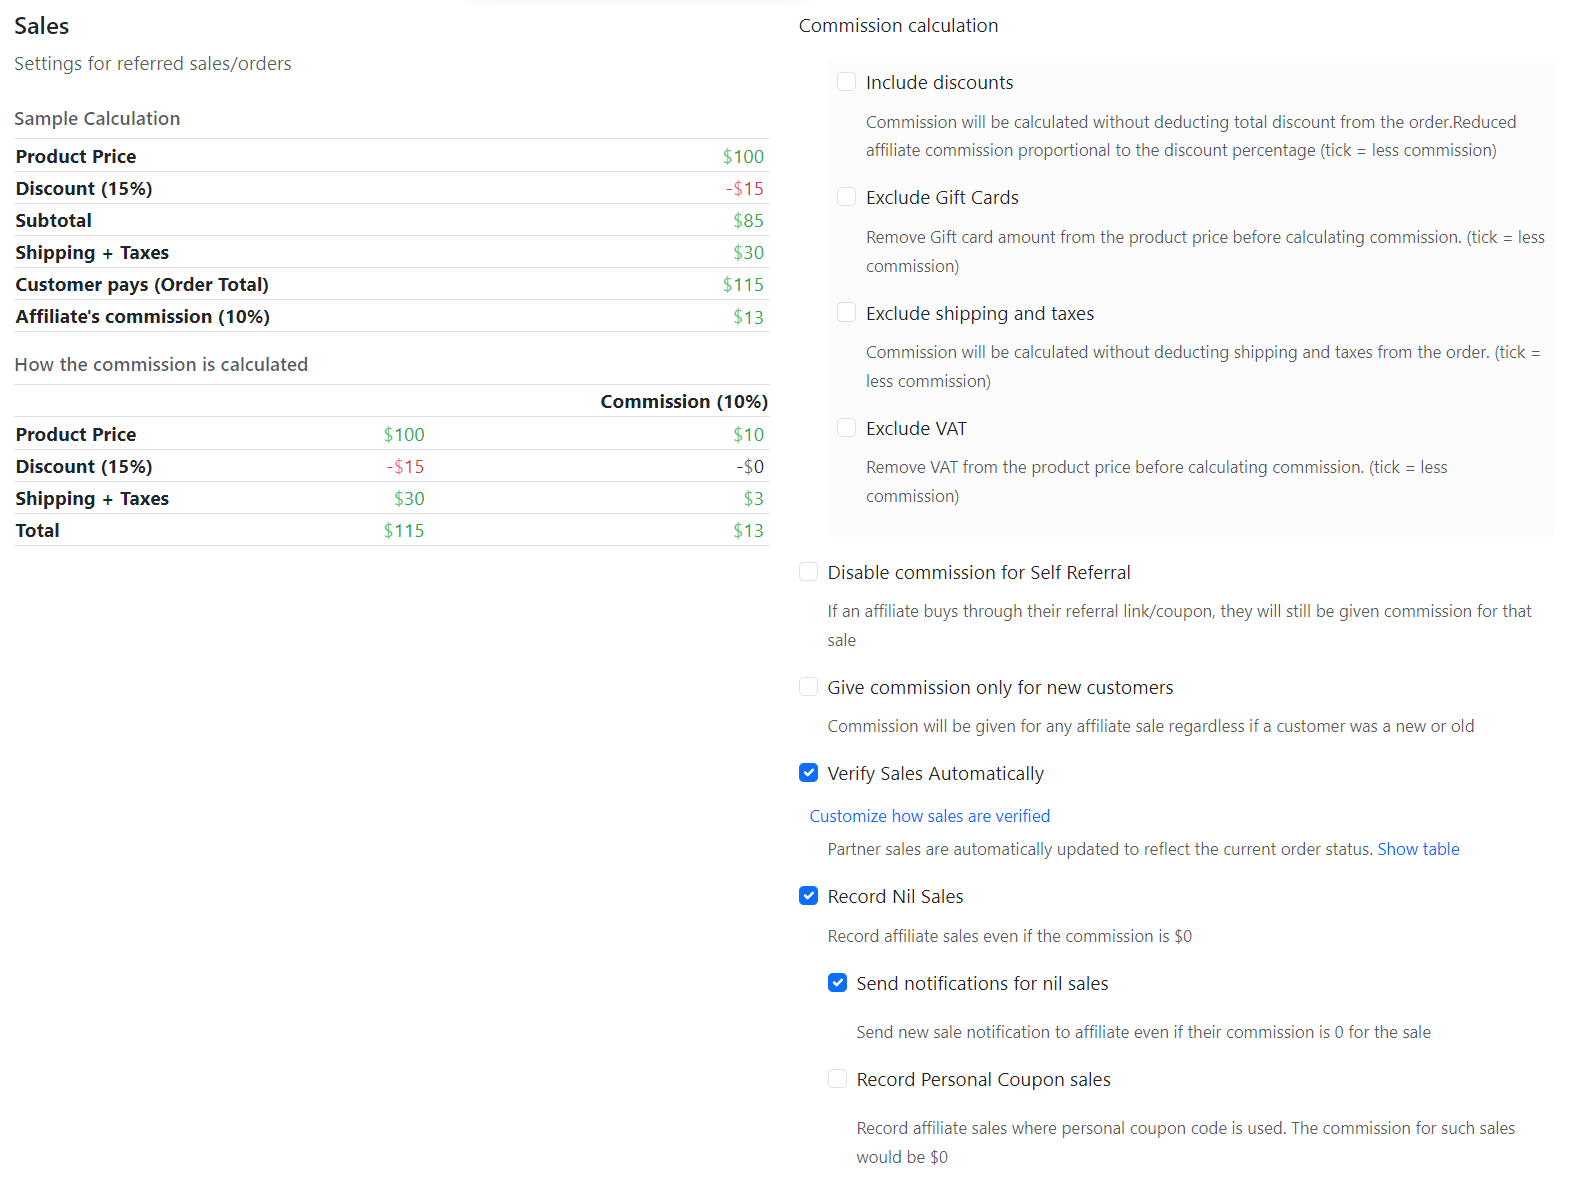 Sales
Settings for referred sales/orders
Sample Calculation
Product Price $100
Discount (15%) -$15
Subtotal $85
Shipping + Taxes $30
Customer pays (Order Total) $115
Affiliate's commission (10%) $13
How the commission is calculated
Commission (10%)
Product Price $100 $10
Discount (15%) -$15 -$0
Shipping + Taxes $30 $3
Total $115 $13
Commission calculation
Include discounts
Commission will be calculated without deducting total discount from the order.Reduced
affiliate commission proportional to the discount percentage (tick = less commission)
Exclude Gift Cards
Remove Gift card amount from the product price before calculating commission. (tick = less
commission)
Exclude shipping and taxes
Commission will be calculated without deducting shipping and taxes from the order. (tick =
less commission)
Exclude VAT
Remove VAT from the product price before calculating commission. (tick = less
commission)
Disable commission for Self Referral
If an affiliate buys through their referral link/coupon, they will still be given commission for that
sale
Give commission only for new customers
Commission will be given for any affiliate sale regardless if a customer was a new or old
Verify Sales Automatically
Customize how sales are verified
Partner sales are automatically updated to reflect the current order status. Show table
Record Nil Sales
Record affiliate sales even if the commission is $0
Send notifications for nil sales
Send new sale notification to affiliate even if their commission is 0 for the sale
Record Personal Coupon sales
Record affiliate sales where personal coupon code is used. The commission for such sales
would be $0